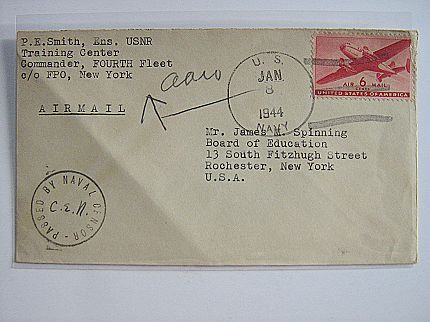 P.E.Smith, Ens. USNR
Training Center
Commander, FOURTH Fleet
c/o FPO, New York
AIRMAIL
U. S.
JAN
8
1944
NAVY
AIR 6¢ MAIL
UNITED STATES OF AMERICA
Mr. James M. Spinning
Board of Education
13 South Fitzhugh Street
Rochester, New York
U.S.A.
PASSED BY NAVAL CENSOR
C.E.N.